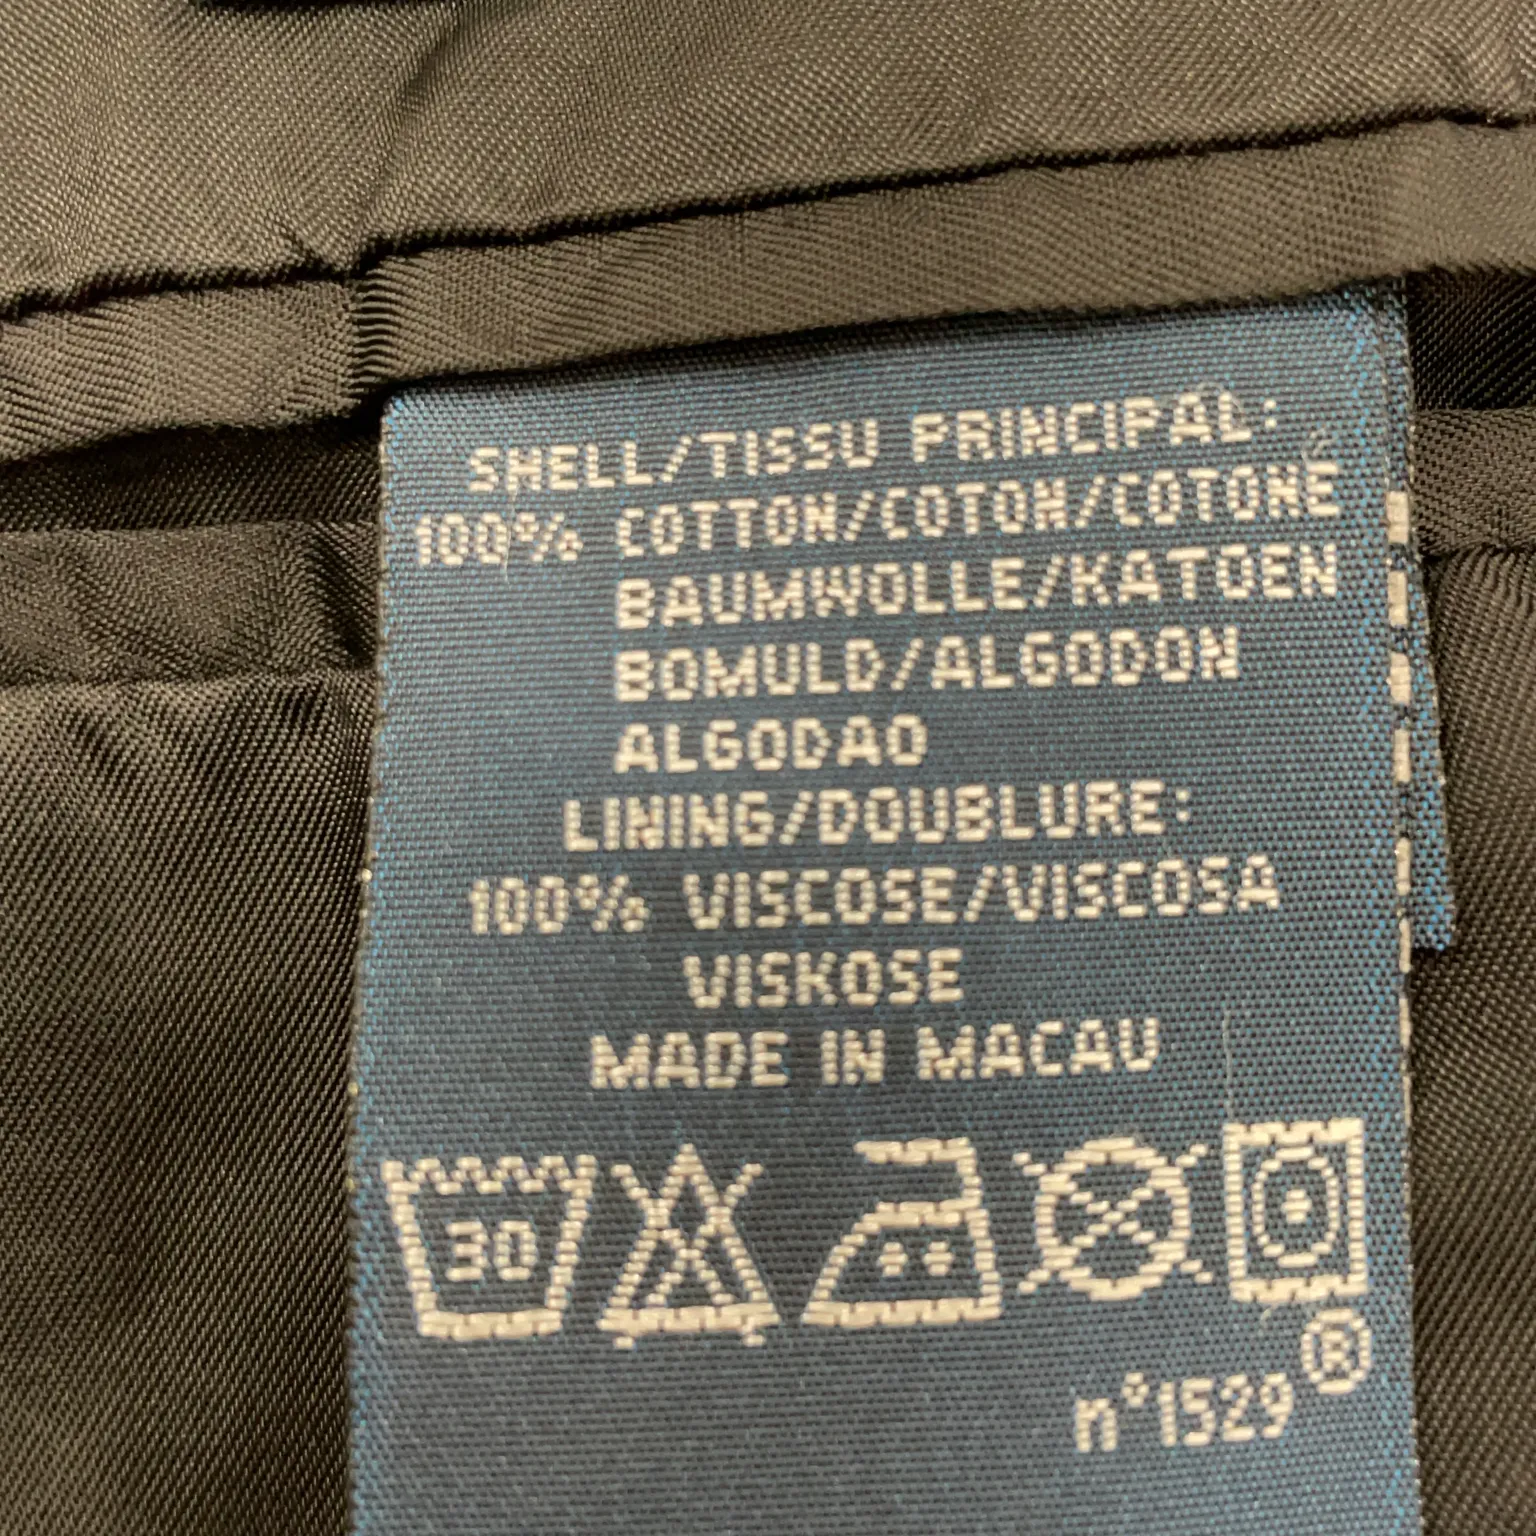 SHELL/TISSU PRINCIPAL:
100% COTTON/COTON/COTONE
BAUMWOLLE/KATOEN
BOMULD/ALGODON
ALGODAO
LINING/DOUBLURE:
100% VISCOSE/VISCOSA
VISKOSE
MADE IN MACAU
30
®
n°1529